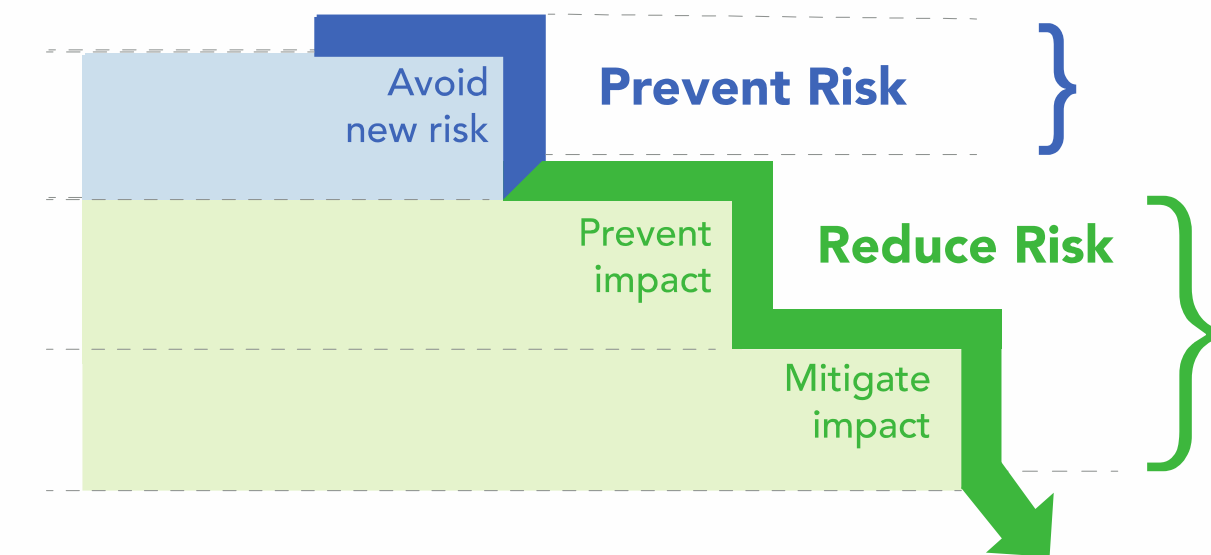 Avoid
new risk
Prevent Risk
Prevent
impact
Reduce Risk
Mitigate
impact